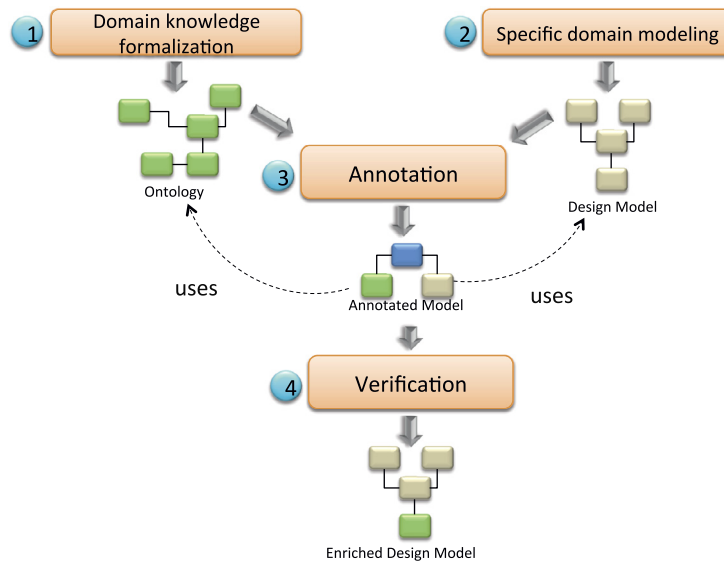 1
Domain knowledge
formalization
2
Specific domain modeling
Ontology
Design Model
3
Annotation
uses
uses
Annotated Model
4
Verification
Enriched Design Model